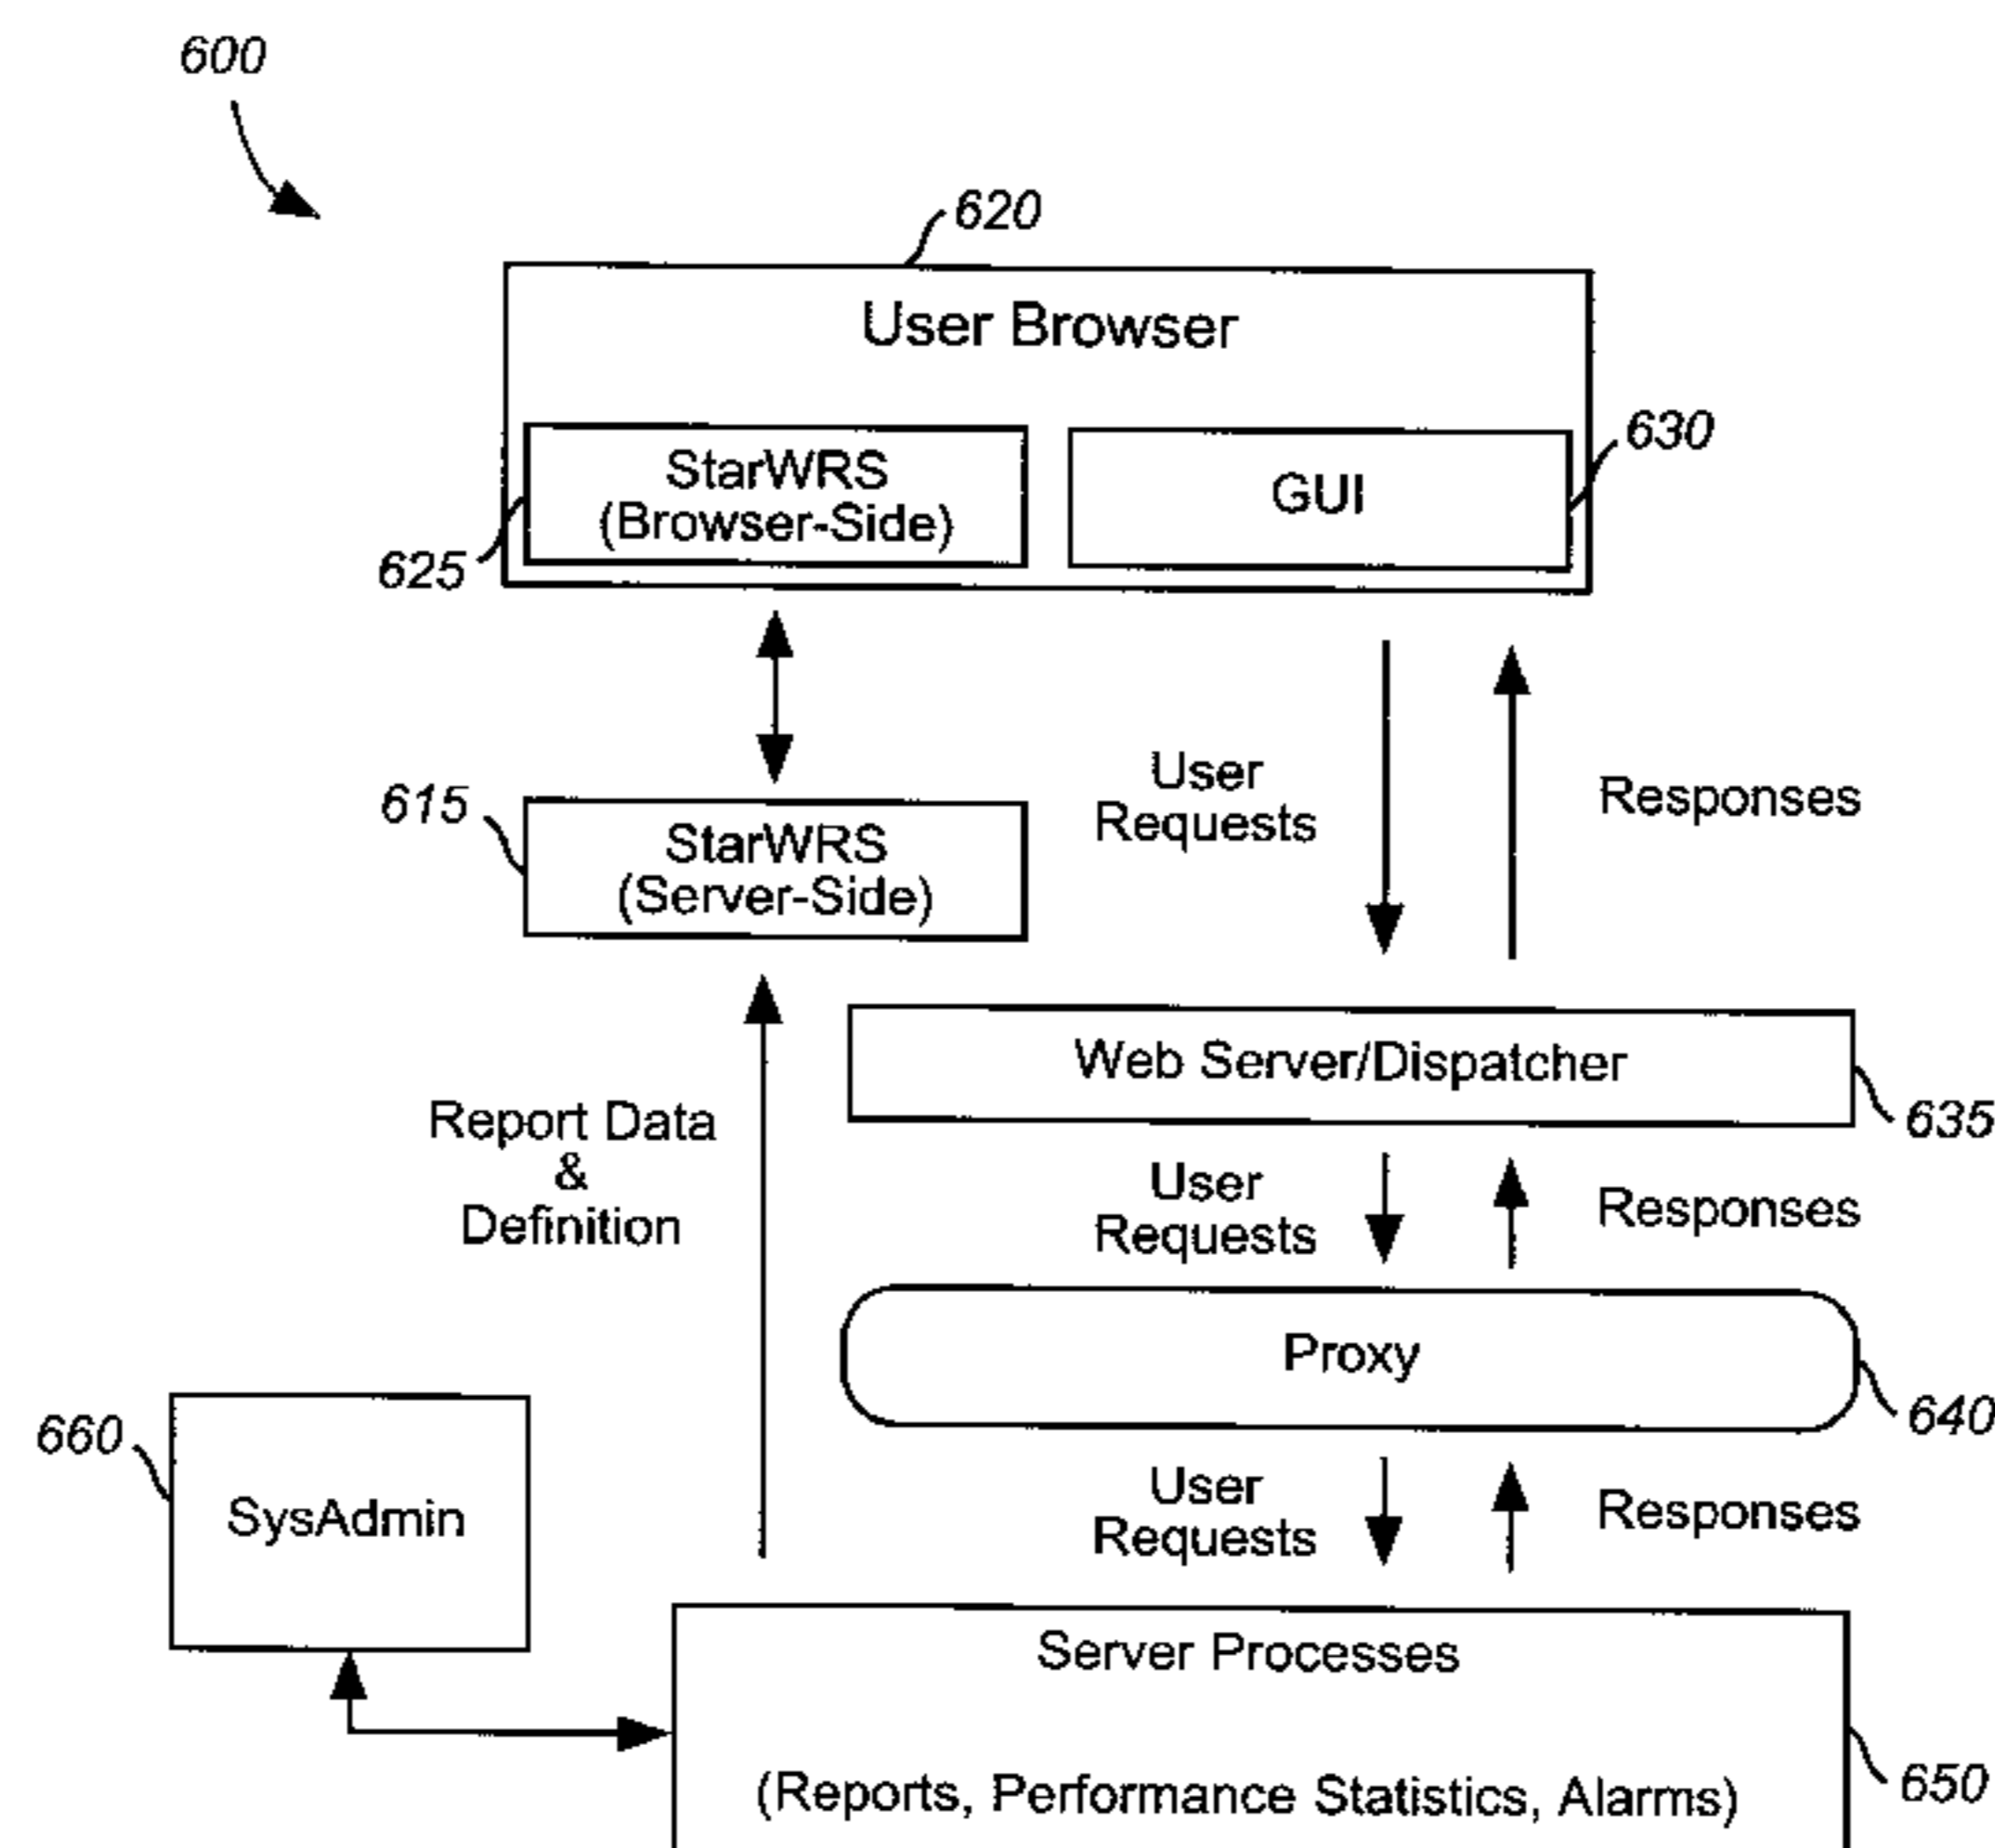 600
620
User Browser
StarWRS
(Browser-Side)
GUI
630
625
615
StarWRS
(Server-Side)
User
Requests
Responses
Web Server/Dispatcher
635
Report Data
&
Definition
User
Requests
Responses
Proxy
640
660
SysAdmin
User
Requests
Responses
Server Processes
(Reports, Performance Statistics, Alarms)
650